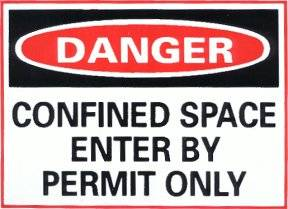 DANGER
CONFINED SPACE
ENTER BY
PERMIT ONLY